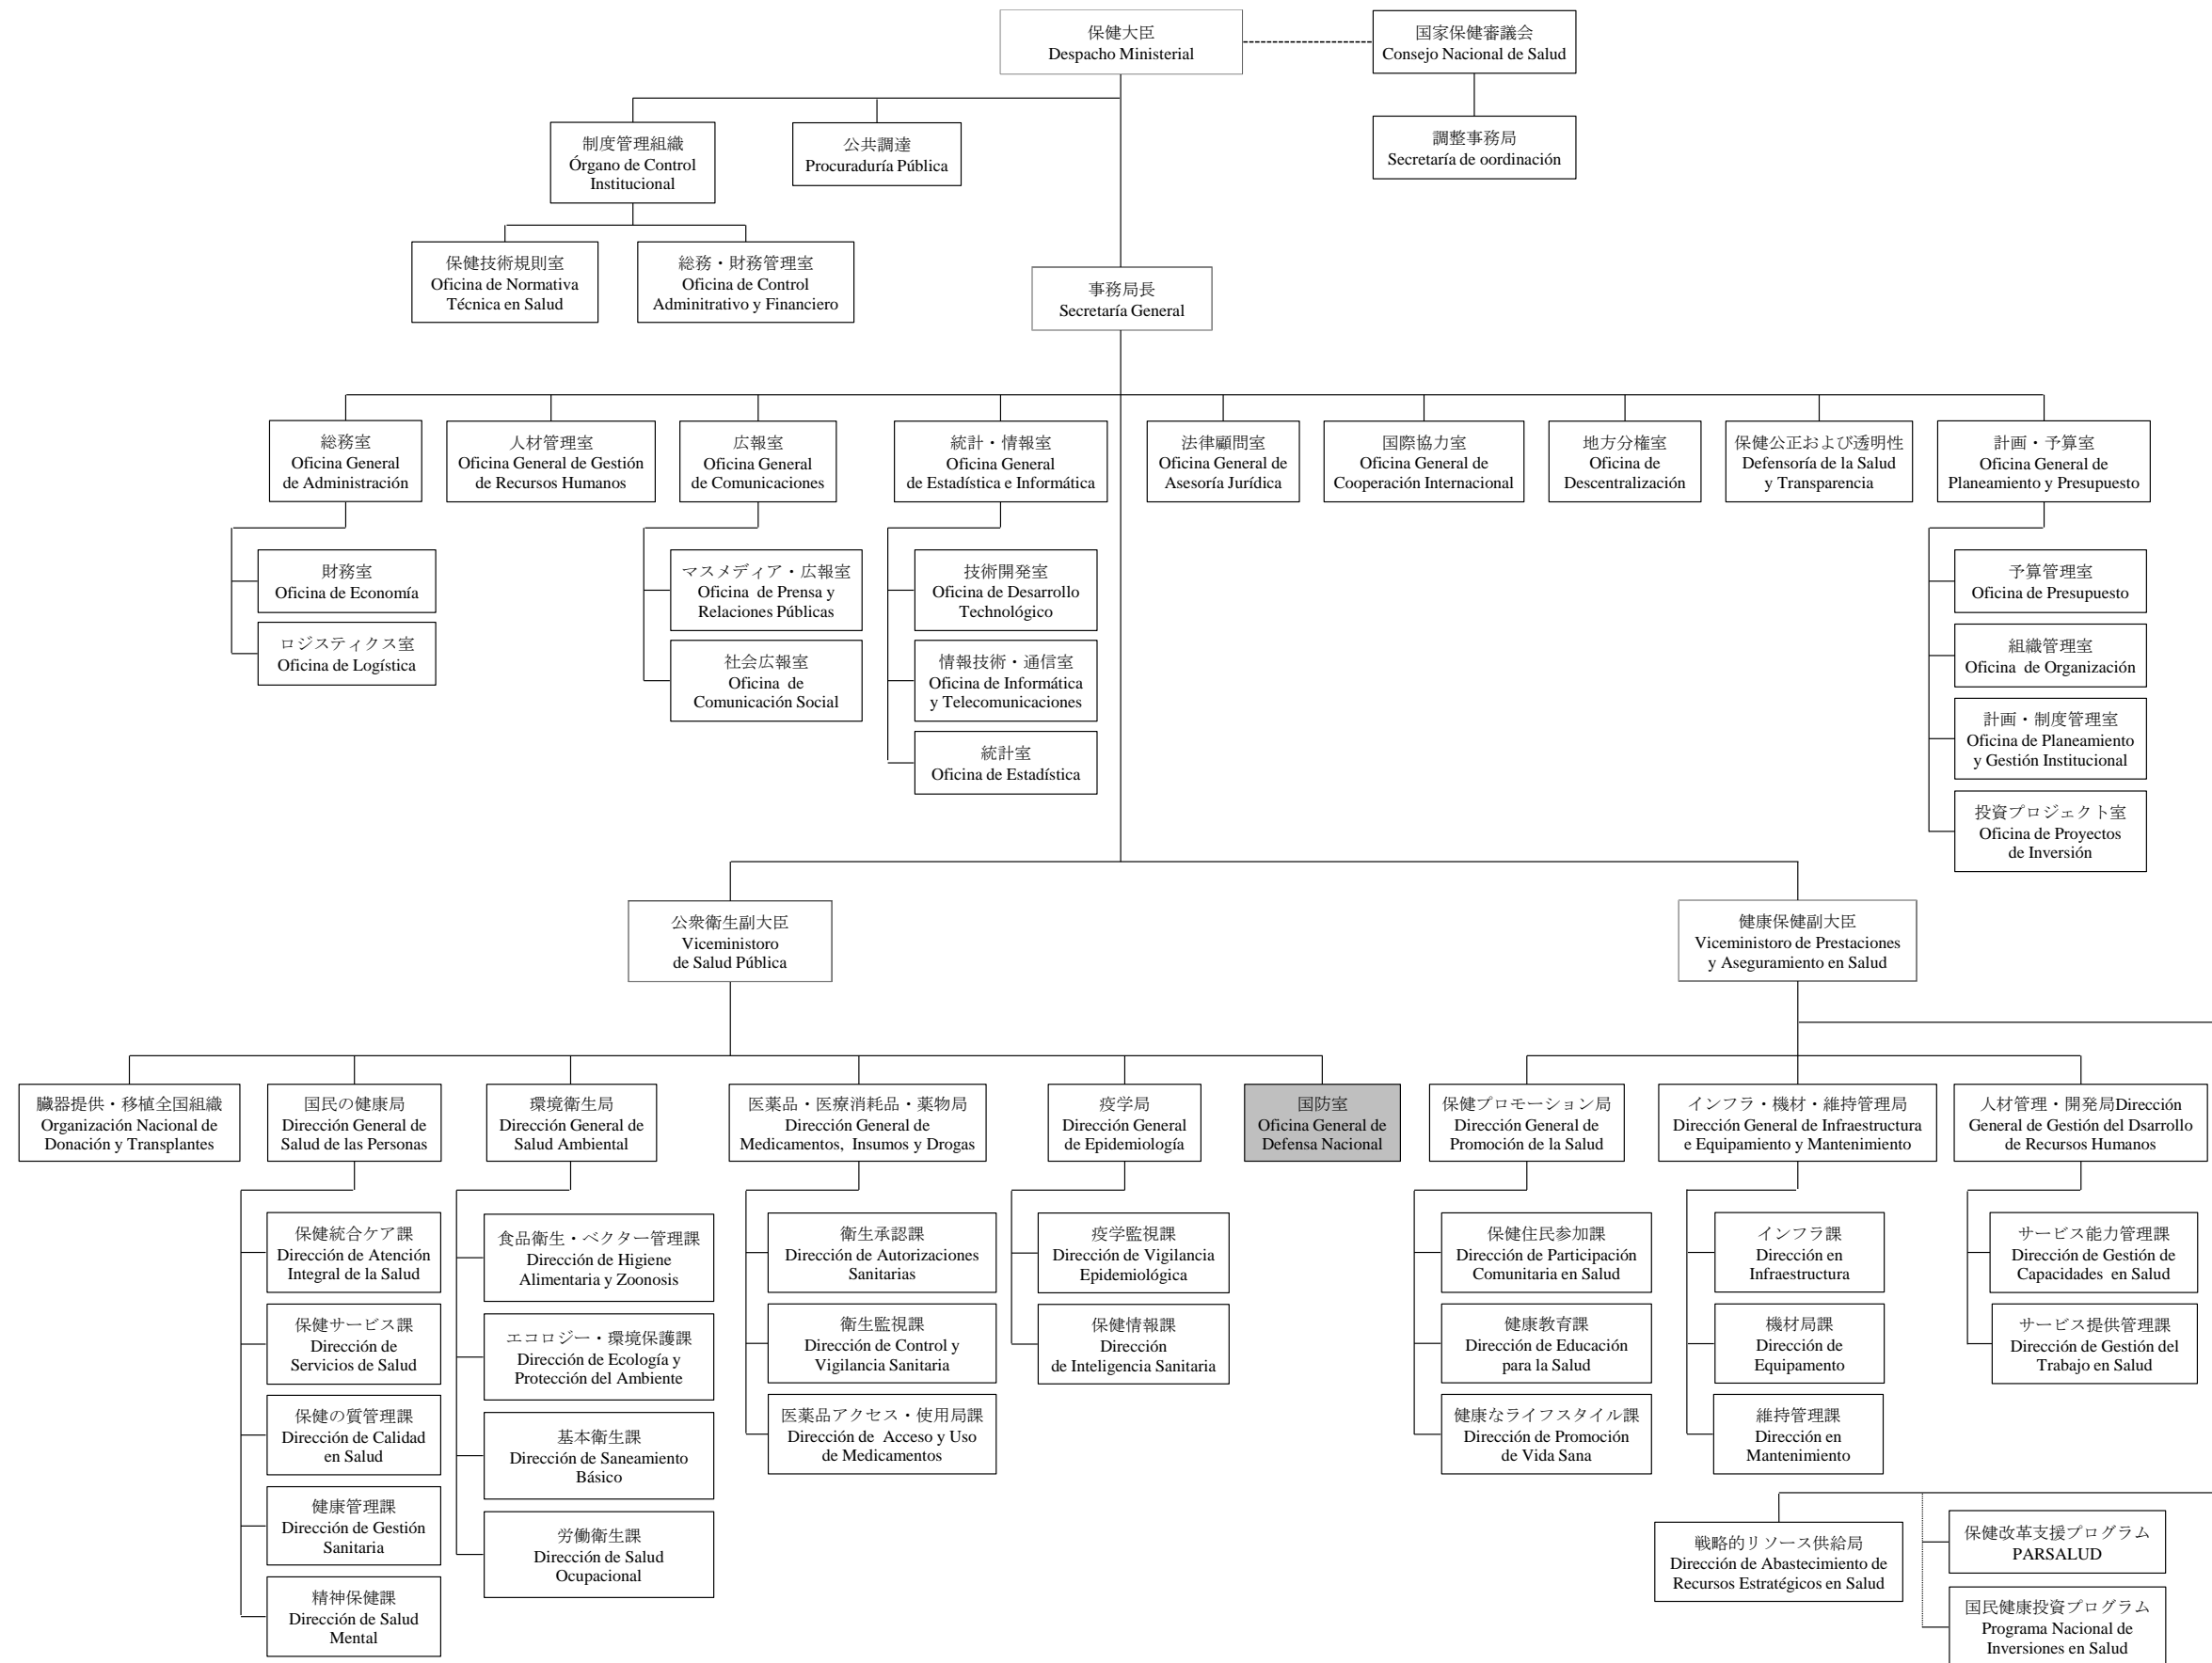 保健大臣
Despacho Ministerial
国家保健審議会
Consejo Nacional de Salud
制度管理組織
Órgano de Control
Institucional
公共調達
Procuraduría Pública
調整事務局
Secretaría de oordinación
保健技術規則室
Oficina de Normativa
Técnica en Salud
総務・財務管理室
Oficina de Control
Adminitrativo y Financiero
事務局長
Secretaría General
総務室
Oficina General
de Administración
人材管理室
Oficina General de Gestión
de Recursos Humanos
広報室
Oficina General
de Comunicaciones
統計・情報室
Oficina General
de Estadística e Informática
法律顧問室
Oficina General de
Asesoría Jurídica
国際協力室
Oficina General de
Cooperación Internacional
地方分権室
Oficina de
Descentralización
保健公正および透明性
Defensoría de la Salud
y Transparencia
計画・予算室
Oficina General de
Planeamiento y Presupuesto
財務室
Oficina de Economía
ロジスティクス室
Oficina de Logística
マスメディア・広報室
Oficina de Prensa y
Relaciones Públicas
社会広報室
Oficina de
Comunicación Social
技術開発室
Oficina de Desarrollo
Technológico
情報技術・通信室
Oficina de Informática
y Telecomunicaciones
統計室
Oficina de Estadística
予算管理室
Oficina de Presupuesto
組織管理室
Oficina de Organización
計画・制度管理室
Oficina de Planeamiento
y Gestión Institucional
投資プロジェクト室
Oficina de Proyectos
de Inversión
公衆衛生副大臣
Viceministoro
de Salud Pública
健康保健副大臣
Viceministoro de Prestaciones
y Aseguramiento en Salud
臓器提供・移植全国組織
Organización Nacional de
Donación y Transplantes
国民の健康局
Dirección General de
Salud de las Personas
環境衛生局
Dirección General de
Salud Ambiental
医薬品・医療消耗品・薬物局
Dirección General de
Medicamentos, Insumos y Drogas
疫学局
Dirección General
de Epidemiología
国防室
Oficina General de
Defensa Nacional
保健プロモーション局
Dirección General de
Promoción de la Salud
インフラ・機材・維持管理局
Dirección General de Infraestructura
e Equipamiento y Mantenimiento
人材管理・開発局Dirección
General de Gestión del Dsarrollo
de Recursos Humanos
保健統合ケア課
Dirección de Atención
Integral de la Salud
保健サービス課
Dirección de
Servicios de Salud
保健の質管理課
Dirección de Calidad
en Salud
健康管理課
Dirección de Gestión
Sanitaria
精神保健課
Dirección de Salud
Mental
食品衛生・ベクター管理課
Dirección de Higiene
Alimentaria y Zoonosis
エコロジー・環境保護課
Dirección de Ecología y
Protección del Ambiente
基本衛生課
Dirección de Saneamiento
Básico
労働衛生課
Dirección de Salud
Ocupacional
衛生承認課
Dirección de Autorizaciones
Sanitarias
衛生監視課
Dirección de Control y
Vigilancia Sanitaria
医薬品アクセス・使用局課
Dirección de Acceso y Uso
de Medicamentos
疫学監視課
Dirección de Vigilancia
Epidemiológica
保健情報課
Dirección
de Inteligencia Sanitaria
保健住民参加課
Dirección de Participación
Comunitaria en Salud
健康教育課
Dirección de Educación
para la Salud
健康なライフスタイル課
Dirección de Promoción
de Vida Sana
インフラ課
Dirección en
Infraestructura
機材局課
Dirección de
Equipamento
維持管理課
Dirección en
Mantenimiento
サービス能力管理課
Dirección de Gestión de
Capacidades en Salud
サービス提供管理課
Dirección de Gestión del
Trabajo en Salud
戦略的リソース供給局
Dirección de Abastecimiento de
Recursos Estratégicos en Salud
保健改革支援プログラム
PARSALUD
国民健康投資プログラム
Programa Nacional de
Inversiones en Salud